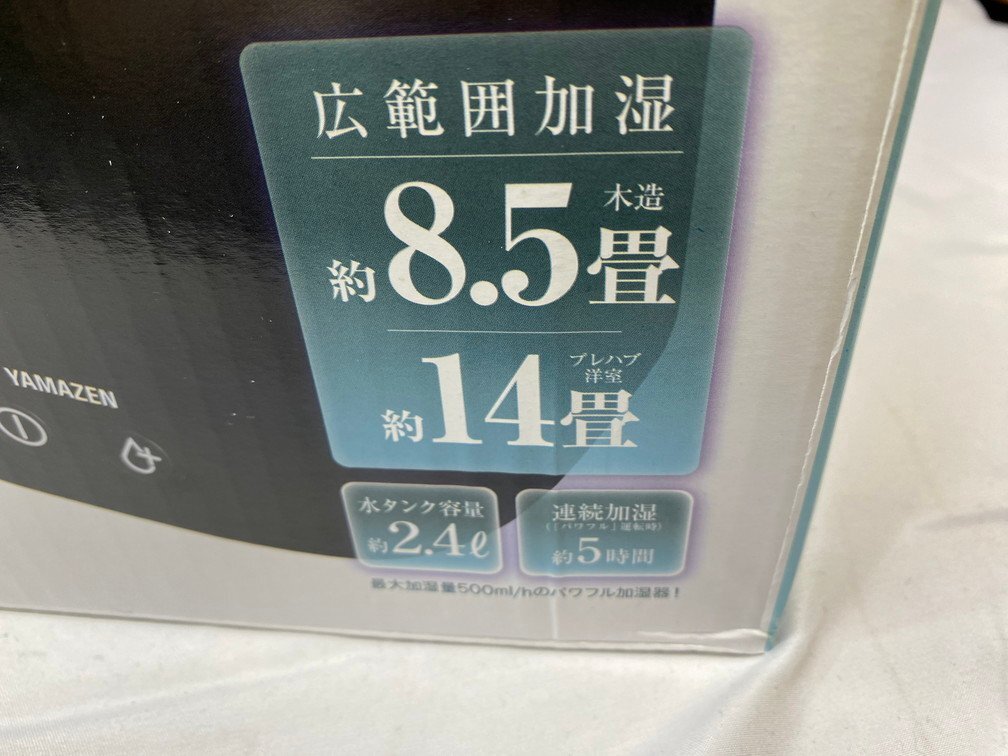 広範囲加湿
木造
約8.5畳
プレハブ
洋室
約14畳
YAMAZEN
水タンク容量
約2.4ℓ
連続加湿
(「パワフル」運転時)
約5時間
最大加湿量500ml/hのパワフル加湿器!